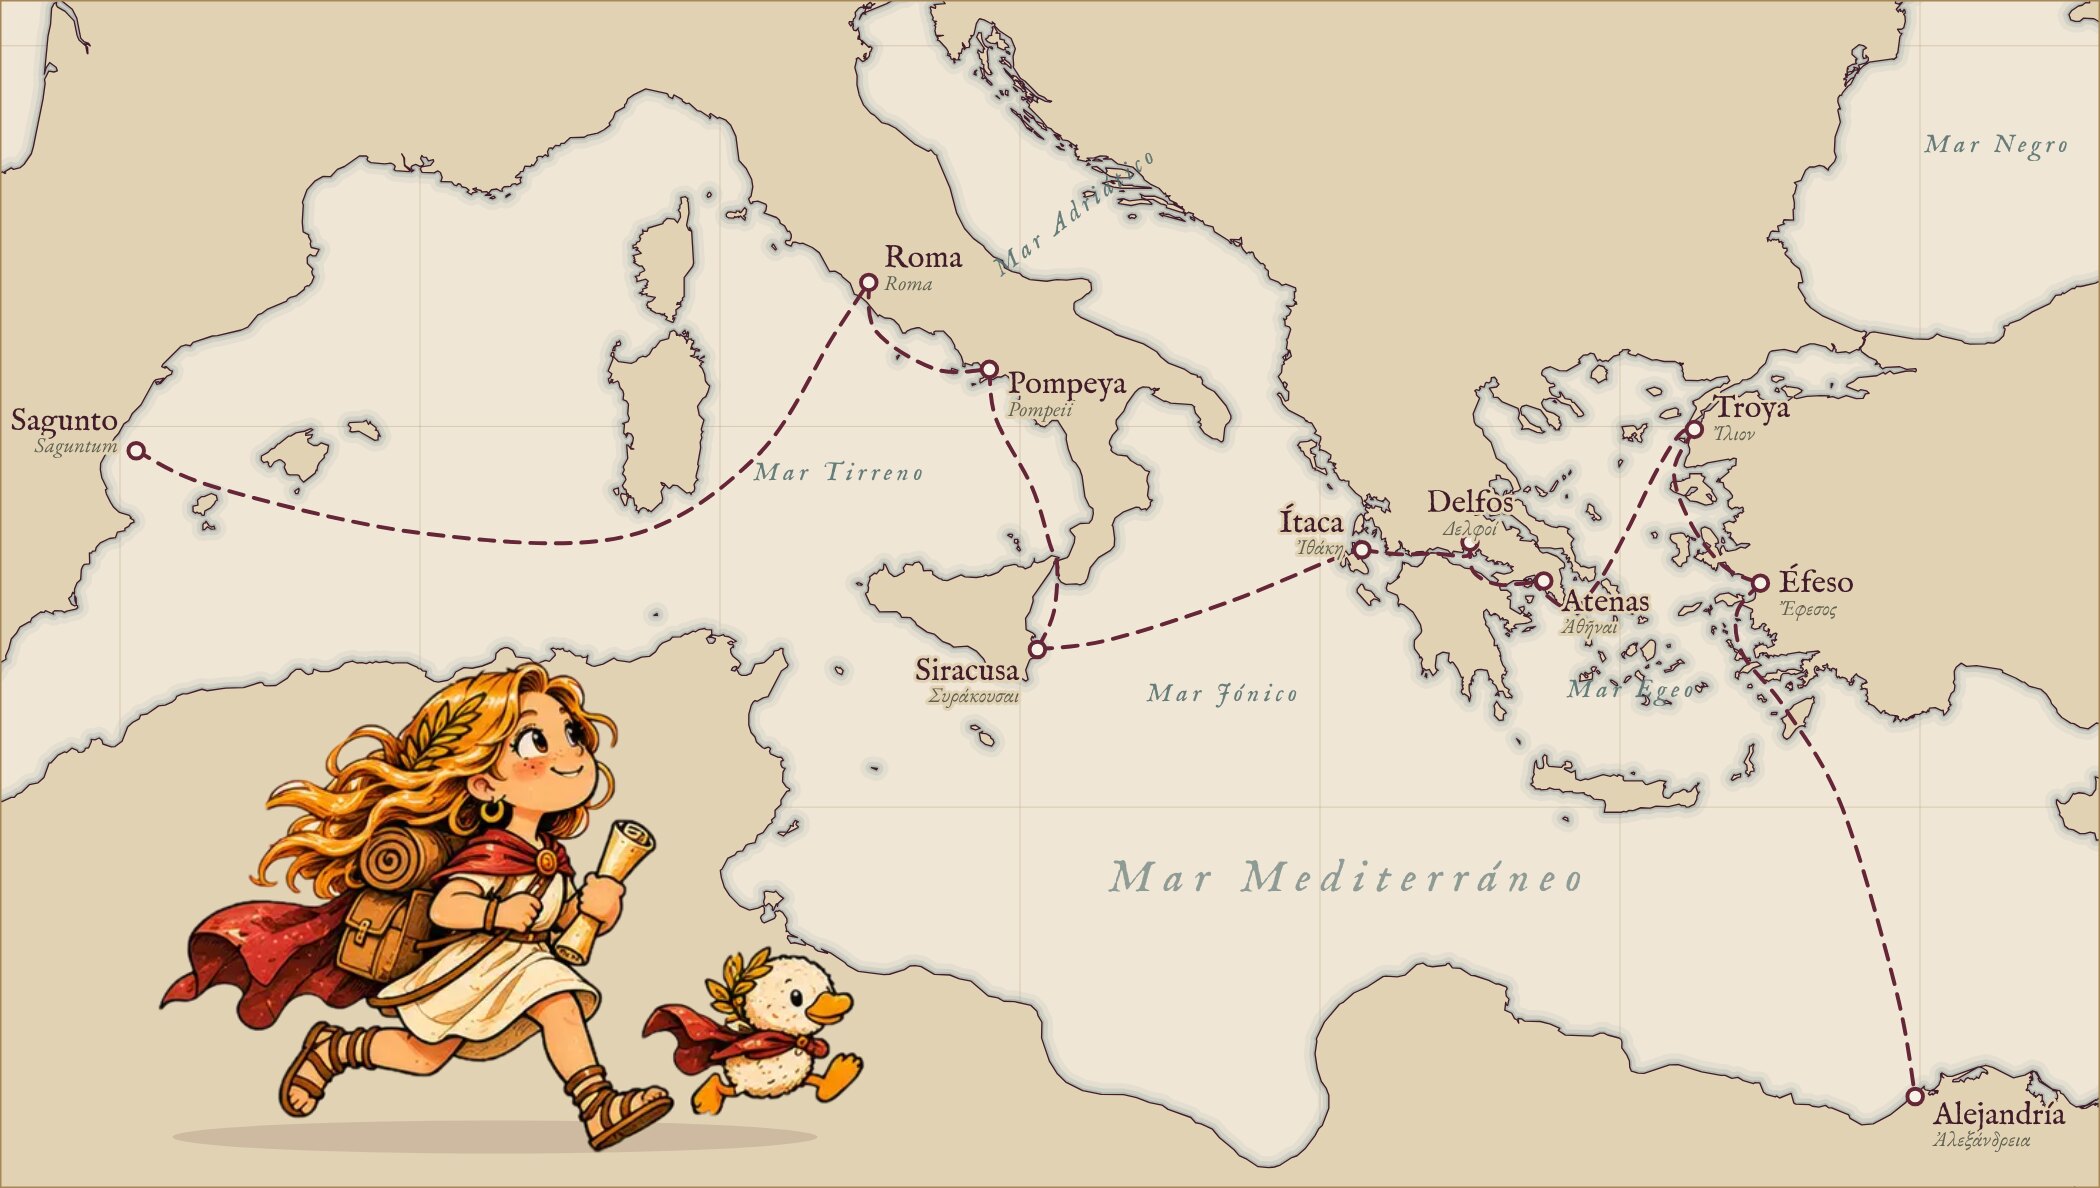 Mar Negro
Mar Adriático
Roma
Roma
Pompeya
Pompeii
Sagunto
Saguntum
Troya
Ἴλιον
Mar Tirreno
Delfos
Δελφοί
Ítaca
Ἰθάκη
Éfeso
Ἔφεσος
Atenas
Ἀθῆναι
Siracusa
Συράκουσαι
Mar Jónico
Mar Egeo
Mar Mediterráneo
Alejandría
Ἀλεξάνδρεια